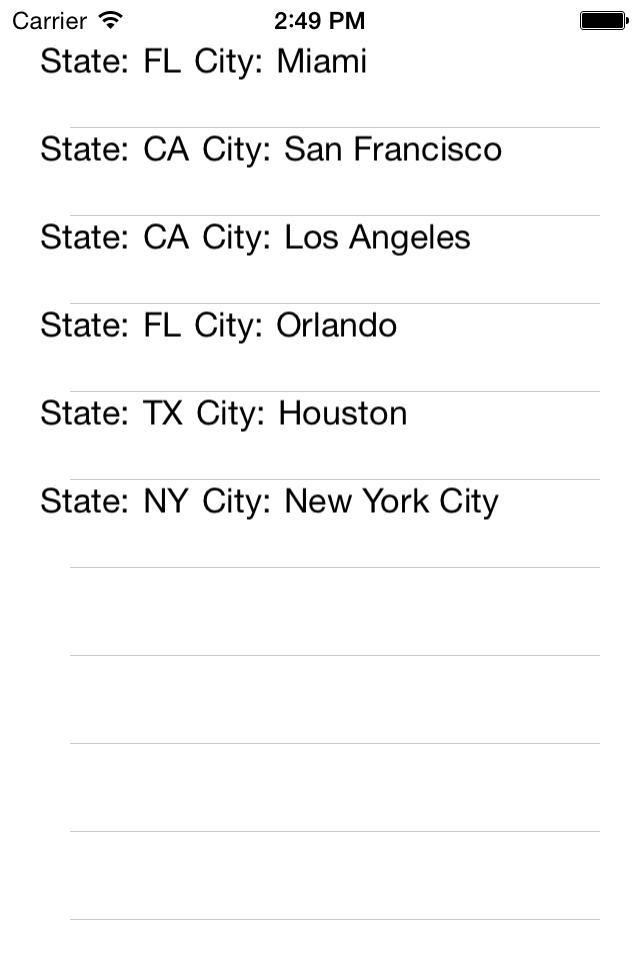 Carrier 2:49 PM
State: FL City: Miami
State: CA City: San Francisco
State: CA City: Los Angeles
State: FL City: Orlando
State: TX City: Houston
State: NY City: New York City